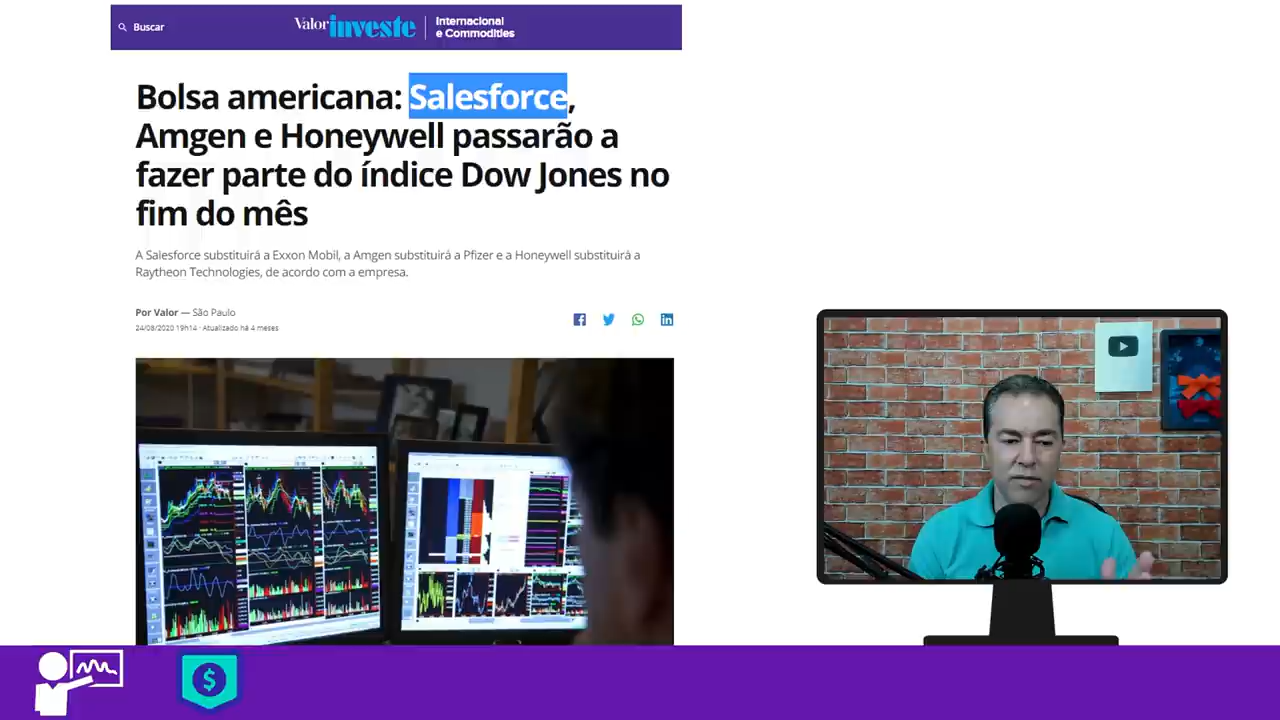 Buscar
Valor investe
Internacional
e Commodities
Bolsa americana: Salesforce,
Amgen e Honeywell passarão a
fazer parte do índice Dow Jones no
fim do mês
A Salesforce substituirá a Exxon Mobil, a Amgen substituirá a Pfizer e a Honeywell substituirá a
Raytheon Technologies, de acordo com a empresa.
Por Valor — São Paulo
24/08/2020 19h14 · Atualizado há 4 meses